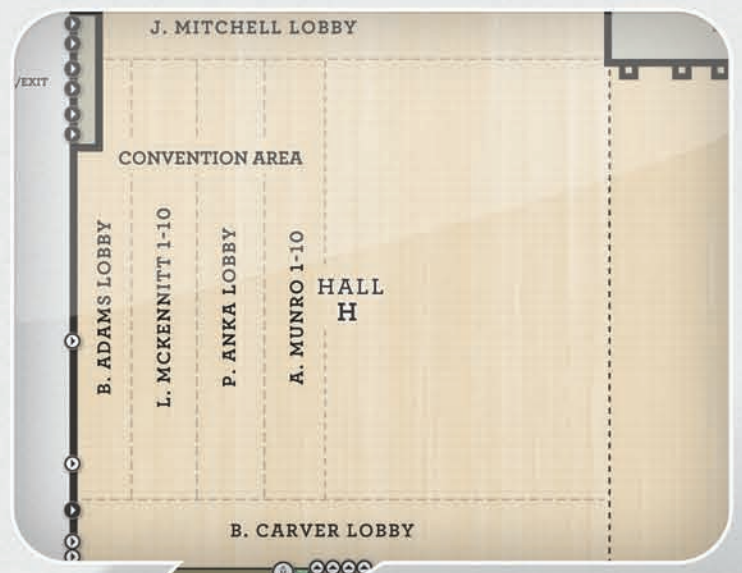 J. MITCHELL LOBBY
/EXIT
CONVENTION AREA
B. ADAMS LOBBY
L. MCKENNITT 1-10
P. ANKA LOBBY
A. MUNRO 1-10
HALL
H
B. CARVER LOBBY